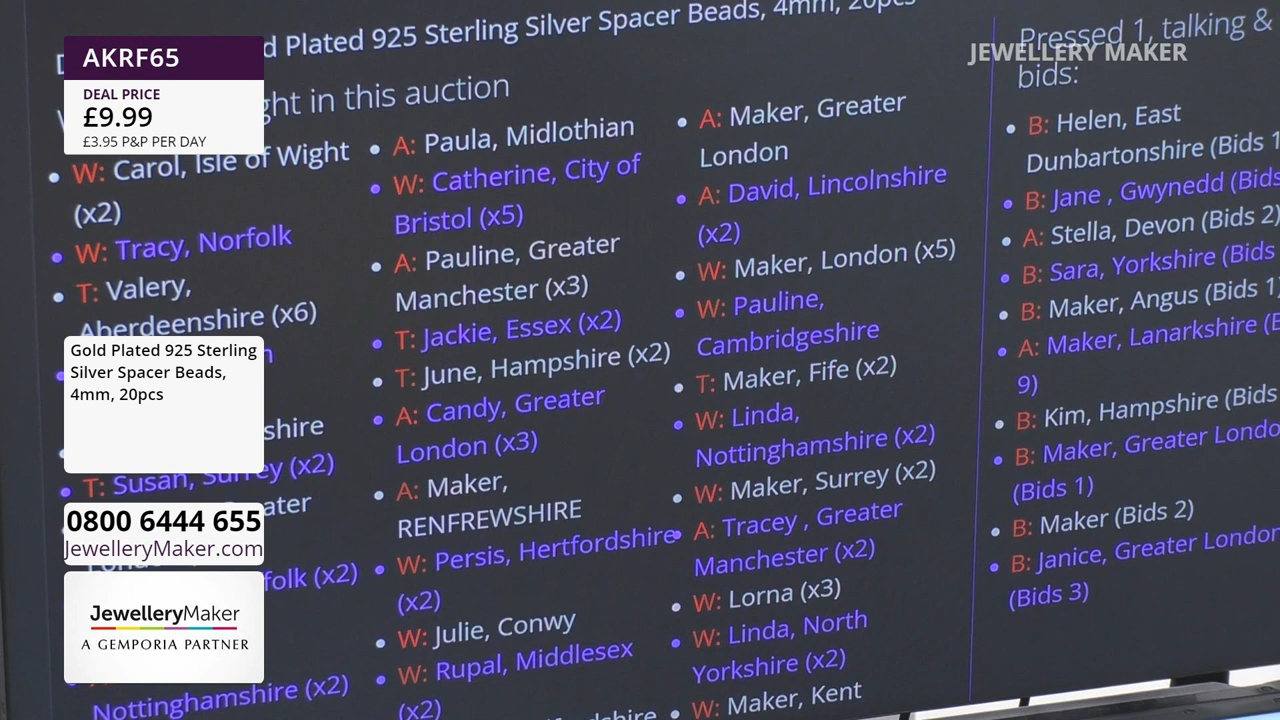 AKRF65
DEAL PRICE
£9.99
£3.95 P&P PER DAY
Gold Plated 925 Sterling
Silver Spacer Beads,
4mm, 20pcs
0800 6444 655
JewelleryMaker.com
JewelleryMaker
A GEMPORIA PARTNER
JEWELLERY MAKER
d Plated 925 Sterling Silver Spacer Beads, 4mm, 20pcs
ght in this auction
W: Carol, Isle of Wight
(x2)
W: Tracy, Norfolk
T: Valery,
Aberdeenshire (x6)
shire
T: Susan, Surrey (x2)
ater
folk (x2)
Nottinghamshire (x2)
A: Paula, Midlothian
W: Catherine, City of
Bristol (x5)
A: Pauline, Greater
Manchester (x3)
T: Jackie, Essex (x2)
T: June, Hampshire (x2)
A: Candy, Greater
London (x3)
A: Maker,
RENFREWSHIRE
W: Persis, Hertfordshire
(x2)
W: Julie, Conwy
W: Rupal, Middlesex
(x2)
A: Maker, Greater
London
A: David, Lincolnshire
(x2)
W: Maker, London (x5)
W: Pauline,
Cambridgeshire
T: Maker, Fife (x2)
W: Linda,
Nottinghamshire (x2)
W: Maker, Surrey (x2)
A: Tracey , Greater
Manchester (x2)
W: Lorna (x3)
W: Linda, North
Yorkshire (x2)
W: Maker, Kent
Pressed 1, talking &
bids:
B: Helen, East
Dunbartonshire (Bids 1
B: Jane , Gwynedd (Bids
A: Stella, Devon (Bids 2)
B: Sara, Yorkshire (Bids
B: Maker, Angus (Bids 1)
A: Maker, Lanarkshire (B
9)
B: Kim, Hampshire (Bids
B: Maker, Greater Londo
(Bids 1)
B: Maker (Bids 2)
B: Janice, Greater London
(Bids 3)